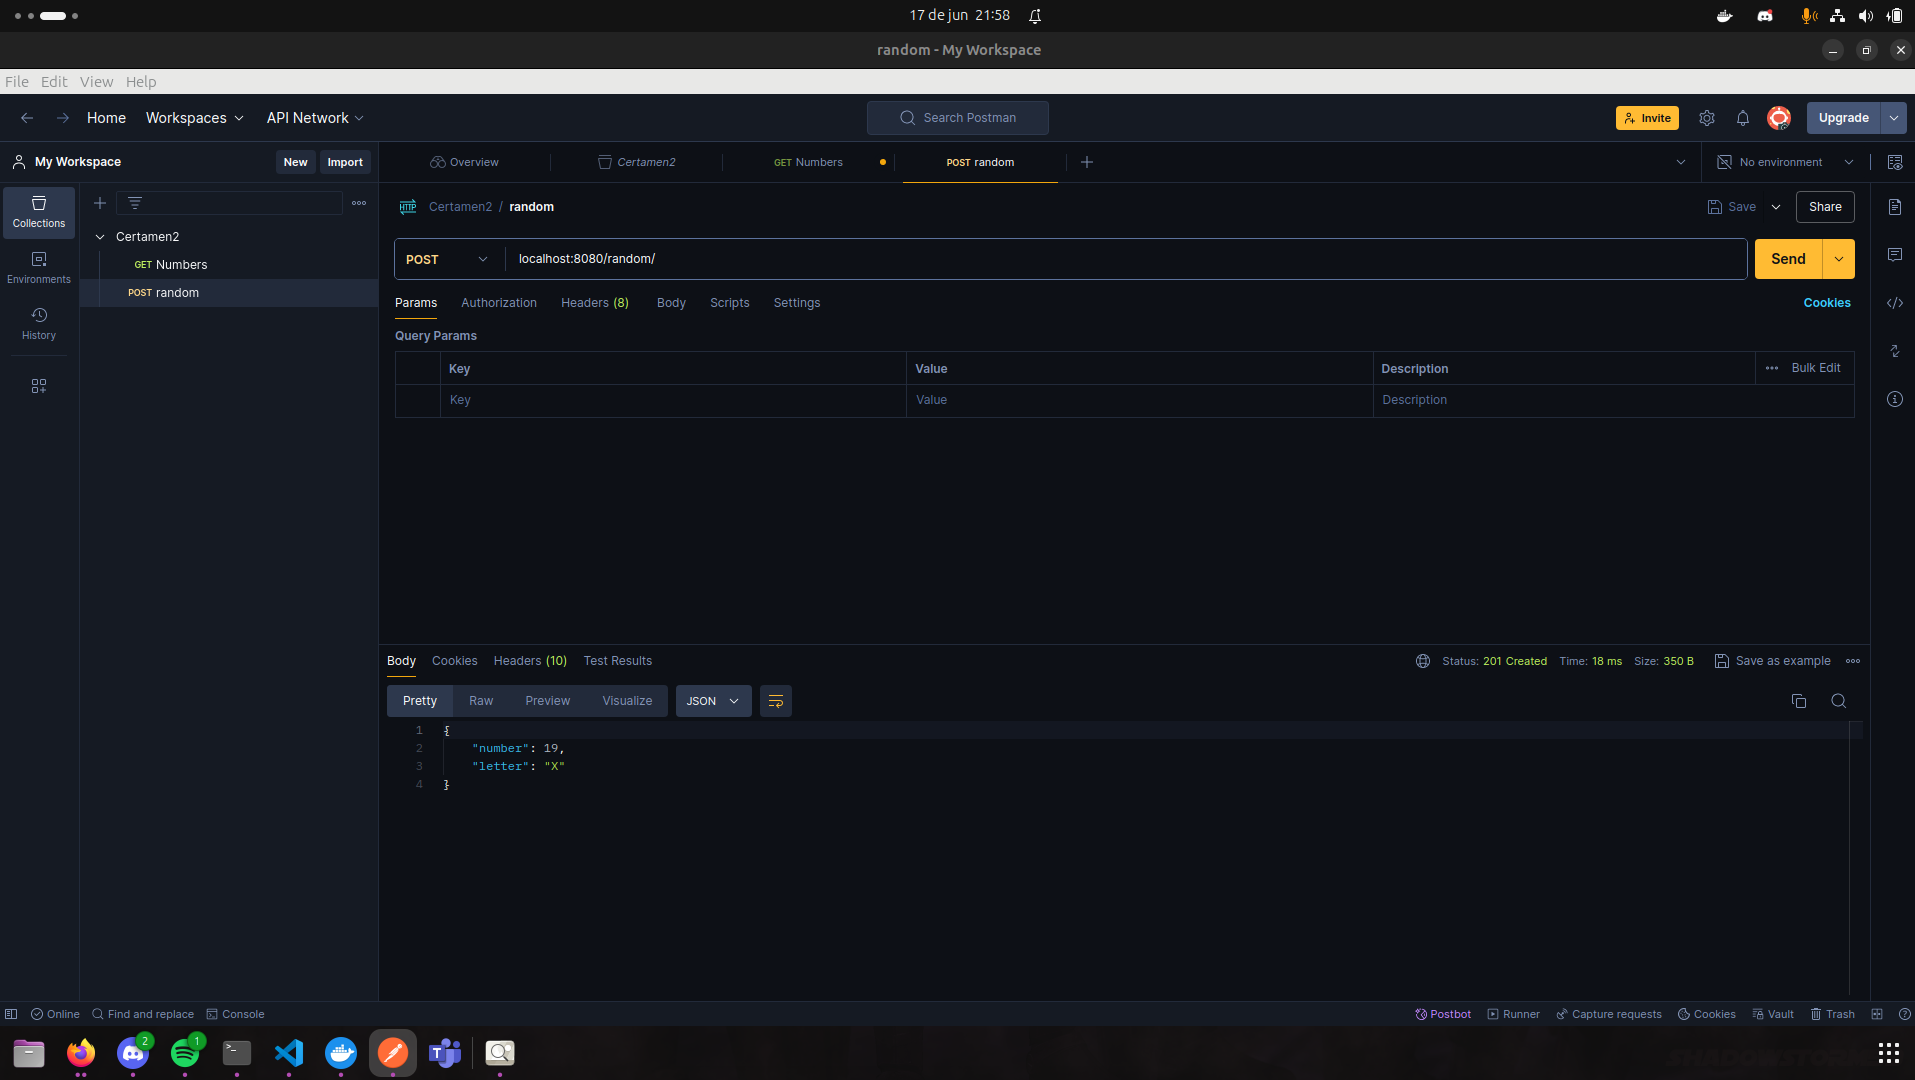 17 de jun 21:58
random - My Workspace
File Edit View Help
Home Workspaces API Network
Search Postman
Invite
Upgrade
My Workspace
New Import
Overview
Certamen2
GET Numbers
POST random
No environment
Collections
Environments
History
Certamen2
GET Numbers
POST random
HTTP Certamen2 / random
Save
Share
POST localhost:8080/random/
Send
Params Authorization Headers (8) Body Scripts Settings
Cookies
Query Params
Key Value Description Bulk Edit
Key Value Description
Body Cookies Headers (10) Test Results
Status: 201 Created Time: 18 ms Size: 350 B
Save as example
Pretty Raw Preview Visualize JSON
1 {
2 "number": 19,
3 "letter": "X"
4 }
Online Find and replace Console
Postbot Runner Capture requests Cookies Vault Trash
2
1